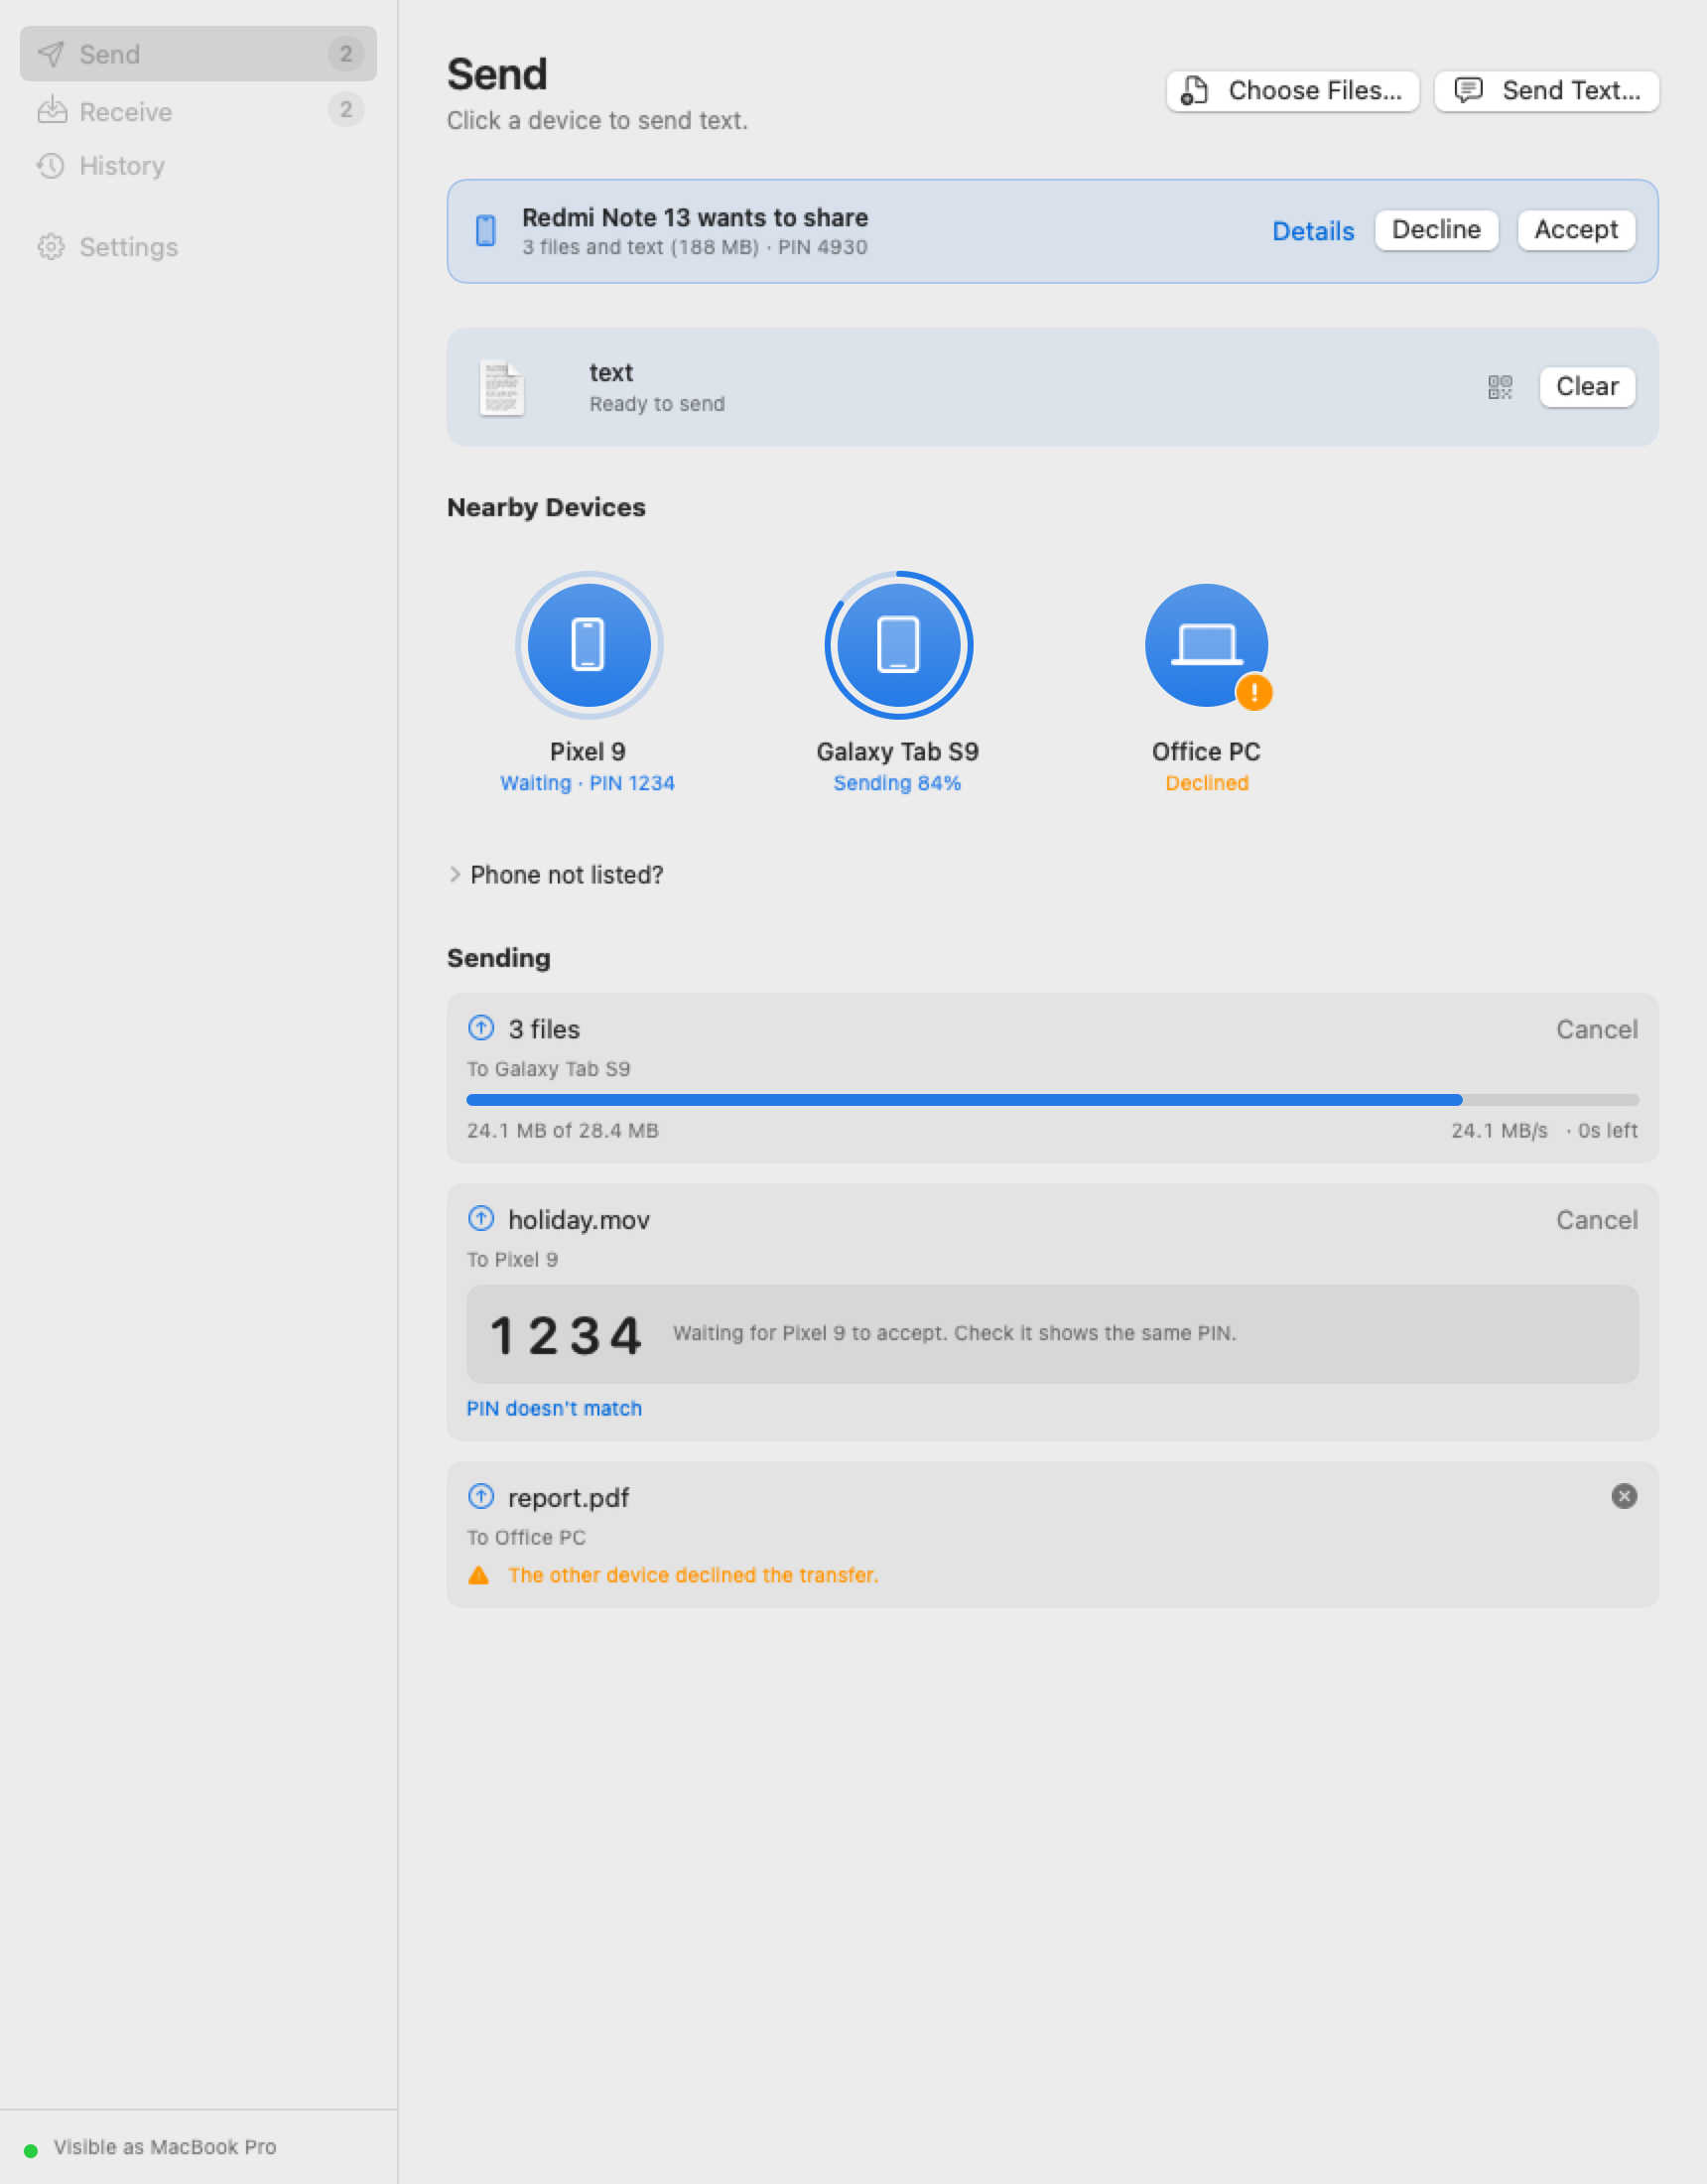 Send
2
Receive
2
History
Settings
Visible as MacBook Pro
Send
Click a device to send text.
Choose Files...
Send Text...
Redmi Note 13 wants to share
3 files and text (188 MB) · PIN 4930
Details
Decline
Accept
text
Ready to send
Clear
Nearby Devices
Pixel 9
Waiting · PIN 1234
Galaxy Tab S9
Sending 84%
Office PC
Declined
Phone not listed?
Sending
3 files
Cancel
To Galaxy Tab S9
24.1 MB of 28.4 MB
24.1 MB/s · 0s left
holiday.mov
Cancel
To Pixel 9
1234
Waiting for Pixel 9 to accept. Check it shows the same PIN.
PIN doesn't match
report.pdf
To Office PC
The other device declined the transfer.